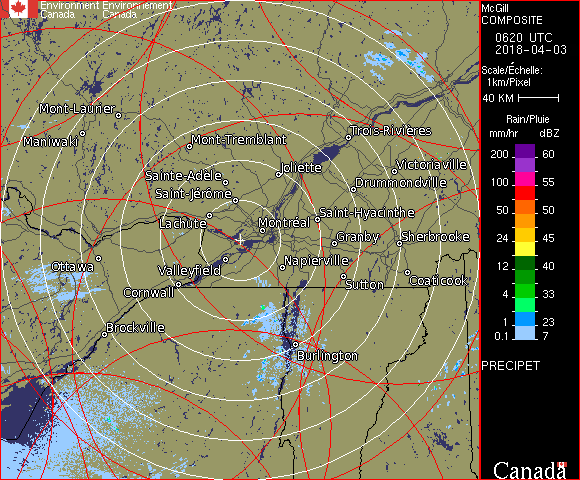 Environment Environnement
Canada Canada
McGill
COMPOSITE
0620 UTC
2018-04-03
Scale/Échelle:
1km/Pixel
40 KM
Rain/Pluie
mm/hr dBZ
200 60
100 55
50 50
24 45
12 40
4 33
1 23
0.1 7
PRECIPET
Canada
Mont-Laurier
Maniwaki
Mont-Tremblant
Trois-Rivières
Joliette
Victoriaville
Sainte-Adèle
Drummondville
Saint-Jérôme
Saint-Hyacinthe
Lachute
Montréal
Granby
Sherbrooke
Ottawa
Valleyfield
Napierville
Cornwall
Sutton
Coaticook
Brockville
Burlington